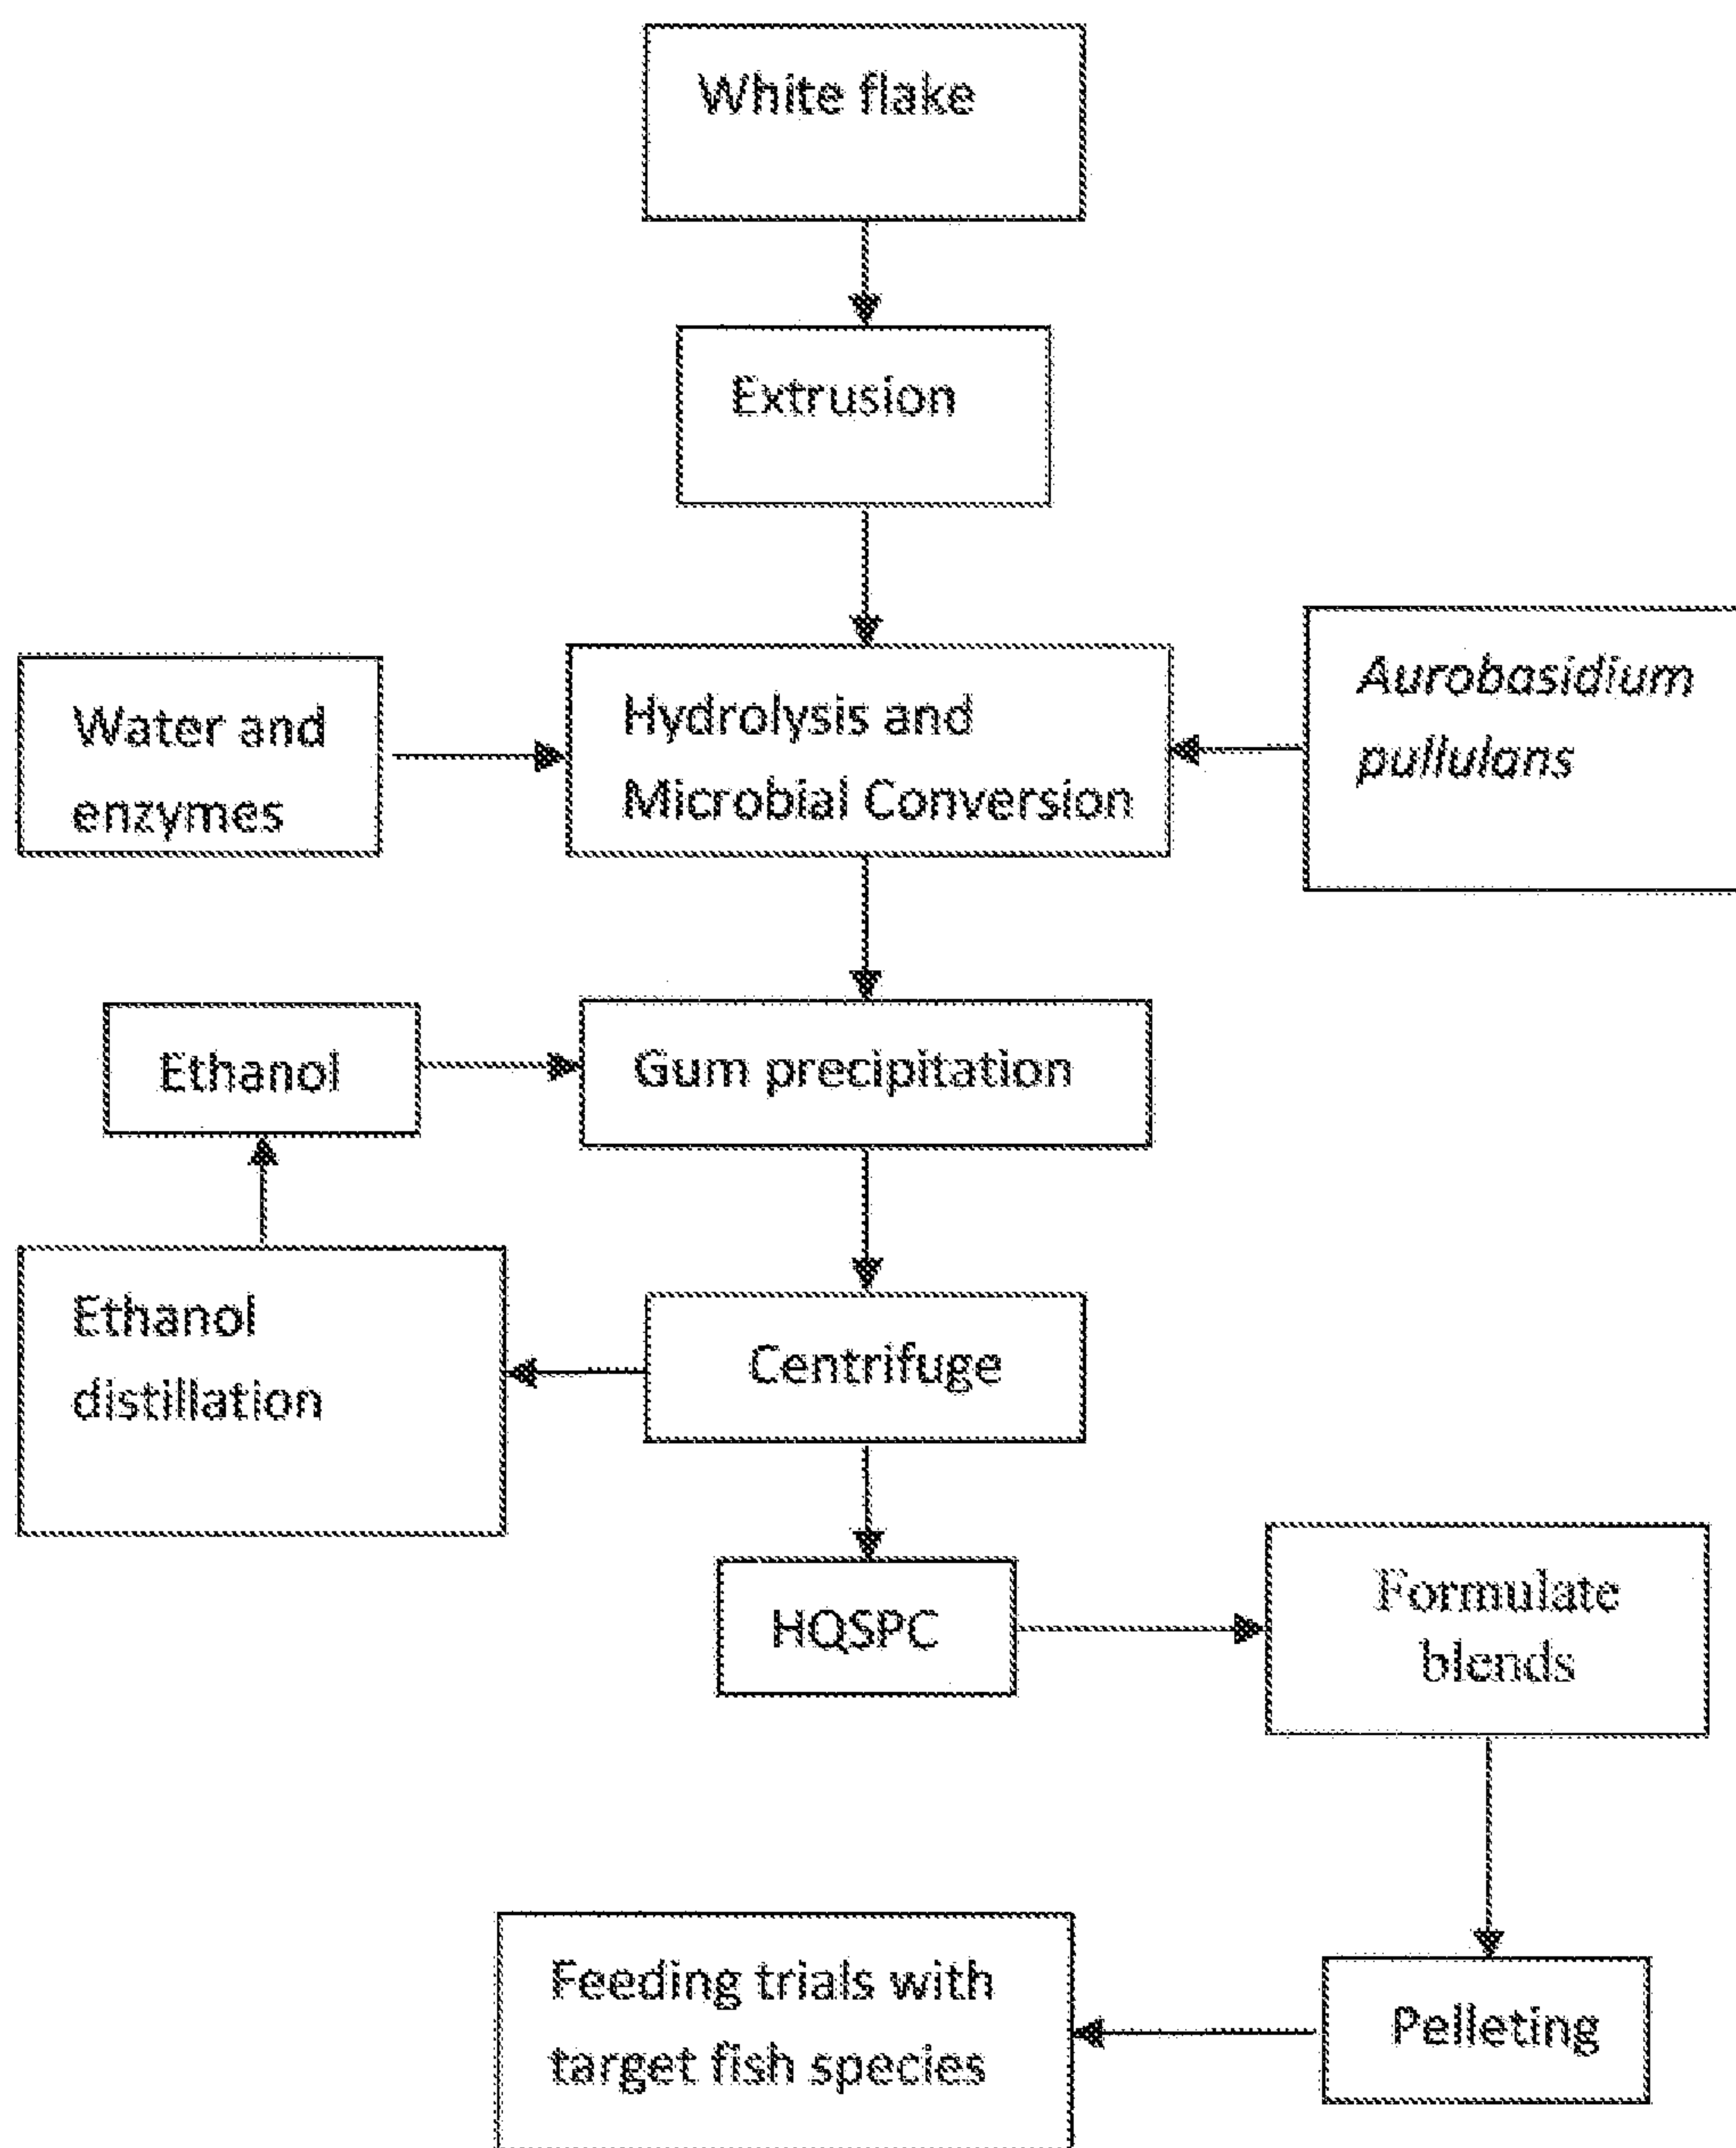 White flake
Extrusion
Water and
enzymes
Hydrolysis and
Microbial Conversion
Aurobasidium
pullulans
Ethanol
Gum precipitation
Ethanol
distillation
Centrifuge
HQSPC
Formulate
blends
Feeding trials with
target fish species
Pelleting